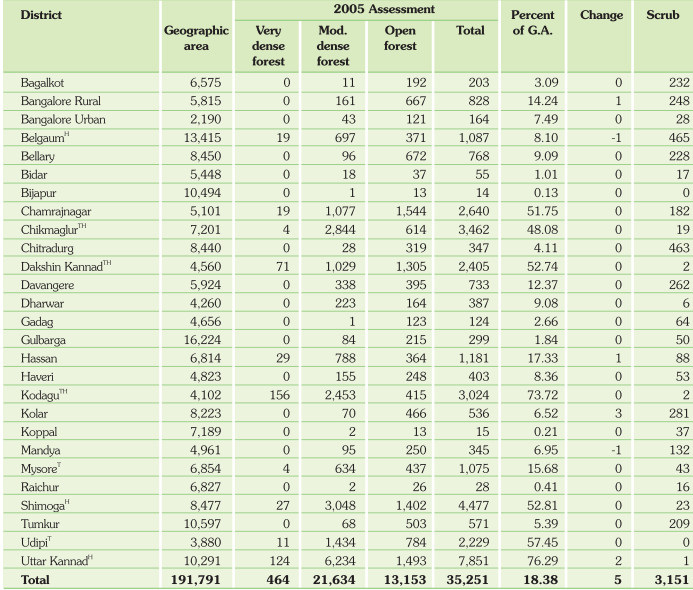 2005 Assessment
District Geographic area Very dense forest Mod. dense forest Open forest Total Percent of G.A. Change Scrub
Bagalkot 6,575 0 11 192 203 3.09 0 232
Bangalore Rural 5,815 0 161 667 828 14.24 1 248
Bangalore Urban 2,190 0 43 121 164 7.49 0 28
Belgaum^H 13,415 19 697 371 1,087 8.10 -1 465
Bellary 8,450 0 96 672 768 9.09 0 228
Bidar 5,448 0 18 37 55 1.01 0 17
Bijapur 10,494 0 1 13 14 0.13 0 0
Chamrajnagar 5,101 19 1,077 1,544 2,640 51.75 0 182
Chikmaglur^TH 7,201 4 2,844 614 3,462 48.08 0 19
Chitradurg 8,440 0 28 319 347 4.11 0 463
Dakshin Kannad^TH 4,560 71 1,029 1,305 2,405 52.74 0 2
Davangere 5,924 0 338 395 733 12.37 0 262
Dharwar 4,260 0 223 164 387 9.08 0 6
Gadag 4,656 0 1 123 124 2.66 0 64
Gulbarga 16,224 0 84 215 299 1.84 0 50
Hassan 6,814 29 788 364 1,181 17.33 1 88
Haveri 4,823 0 155 248 403 8.36 0 53
Kodagu^TH 4,102 156 2,453 415 3,024 73.72 0 2
Kolar 8,223 0 70 466 536 6.52 3 281
Koppal 7,189 0 2 13 15 0.21 0 37
Mandya 4,961 0 95 250 345 6.95 -1 132
Mysore^T 6,854 4 634 437 1,075 15.68 0 43
Raichur 6,827 0 2 26 28 0.41 0 16
Shimoga^H 8,477 27 3,048 1,402 4,477 52.81 0 23
Tumkur 10,597 0 68 503 571 5.39 0 209
Udipi^T 3,880 11 1,434 784 2,229 57.45 0 0
Uttar Kannad^H 10,291 124 6,234 1,493 7,851 76.29 2 1
Total 191,791 464 21,634 13,153 35,251 18.38 5 3,151